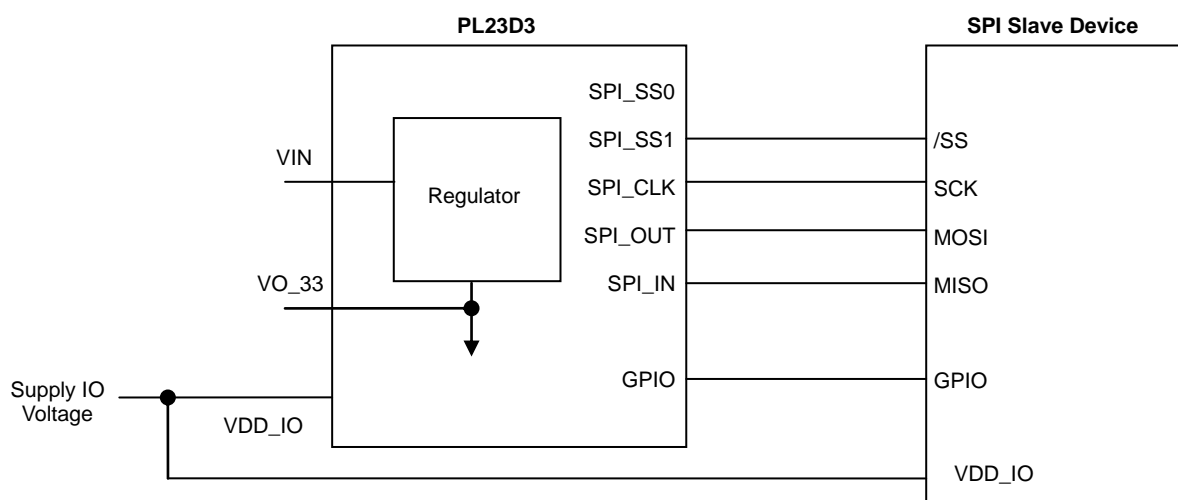 PL23D3
SPI Slave Device
SPI_SS0
SPI_SS1
/SS
VIN
SPI_CLK
SCK
Regulator
SPI_OUT
MOSI
VO_33
SPI_IN
MISO
GPIO
GPIO
Supply IO
Voltage
VDD_IO
VDD_IO